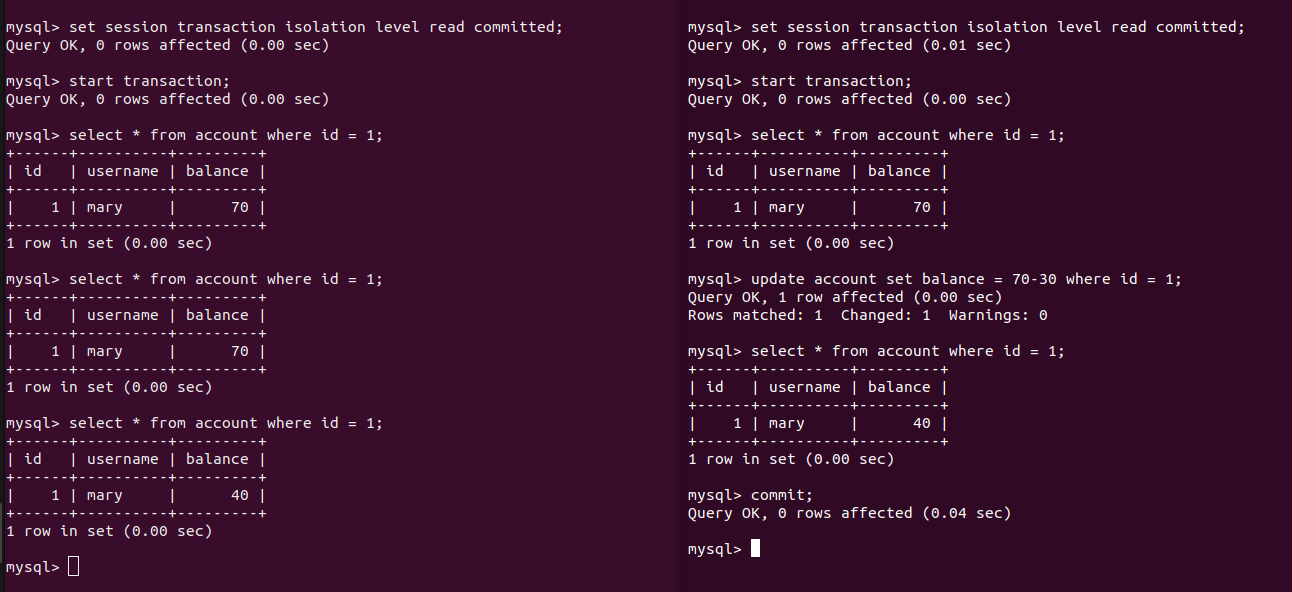 mysql> set session transaction isolation level read committed;
Query OK, 0 rows affected (0.00 sec)
mysql> start transaction;
Query OK, 0 rows affected (0.00 sec)
mysql> select * from account where id = 1;
+------+----------+---------+
| id   | username | balance |
+------+----------+---------+
|    1 | mary     |      70 |
+------+----------+---------+
1 row in set (0.00 sec)
mysql> select * from account where id = 1;
+------+----------+---------+
| id   | username | balance |
+------+----------+---------+
|    1 | mary     |      70 |
+------+----------+---------+
1 row in set (0.00 sec)
mysql> select * from account where id = 1;
+------+----------+---------+
| id   | username | balance |
+------+----------+---------+
|    1 | mary     |      40 |
+------+----------+---------+
1 row in set (0.00 sec)
mysql>
mysql> set session transaction isolation level read committed;
Query OK, 0 rows affected (0.01 sec)
mysql> start transaction;
Query OK, 0 rows affected (0.00 sec)
mysql> select * from account where id = 1;
+------+----------+---------+
| id   | username | balance |
+------+----------+---------+
|    1 | mary     |      70 |
+------+----------+---------+
1 row in set (0.00 sec)
mysql> update account set balance = 70-30 where id = 1;
Query OK, 1 row affected (0.00 sec)
Rows matched: 1  Changed: 1  Warnings: 0
mysql> select * from account where id = 1;
+------+----------+---------+
| id   | username | balance |
+------+----------+---------+
|    1 | mary     |      40 |
+------+----------+---------+
1 row in set (0.00 sec)
mysql> commit;
Query OK, 0 rows affected (0.04 sec)
mysql>